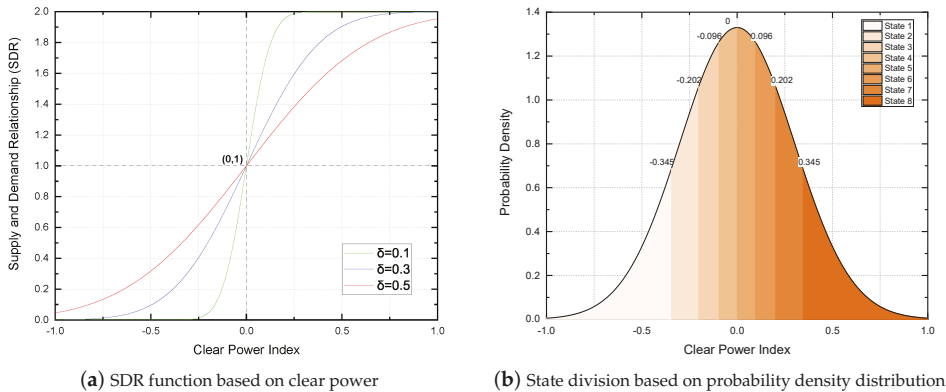 Supply and Demand Relationship (SDR)
2.0
1.8
1.6
1.4
1.2
1.0
0.8
0.6
0.4
0.2
0.0
(0,1)
δ=0.1
δ=0.3
δ=0.5
-1.0 -0.5 0.0 0.5 1.0
Clear Power Index
(a) SDR function based on clear power
Probability Density
1.4
1.2
1.0
0.8
0.6
0.4
0.2
0.0
0
-0.096 0.096
-0.202 0.202
-0.345 0.345
State 1
State 2
State 3
State 4
State 5
State 6
State 7
State 8
-1.0 -0.5 0.0 0.5 1.0
Clear Power Index
(b) State division based on probability density distribution